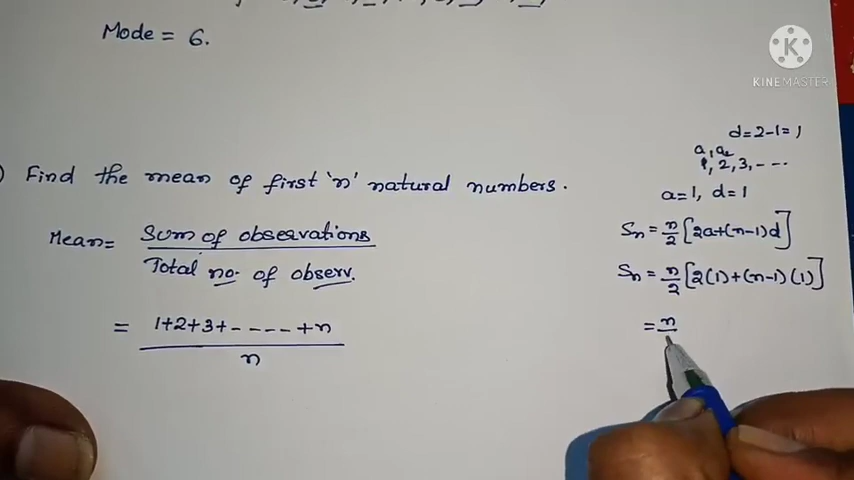 Mode = 6.
KINEMASTER
) Find the mean of first 'n' natural numbers.
Mean = Sum of observations
Total no. of observ.
= 1+2+3+ - - - - +n
n
d=2-1=1
a, a₂
1, 2, 3, - - - .
a=1, d=1
Sn = n/2 [2a+(n-1)d]
Sn = n/2 [2(1)+(n-1)(1)]
= n